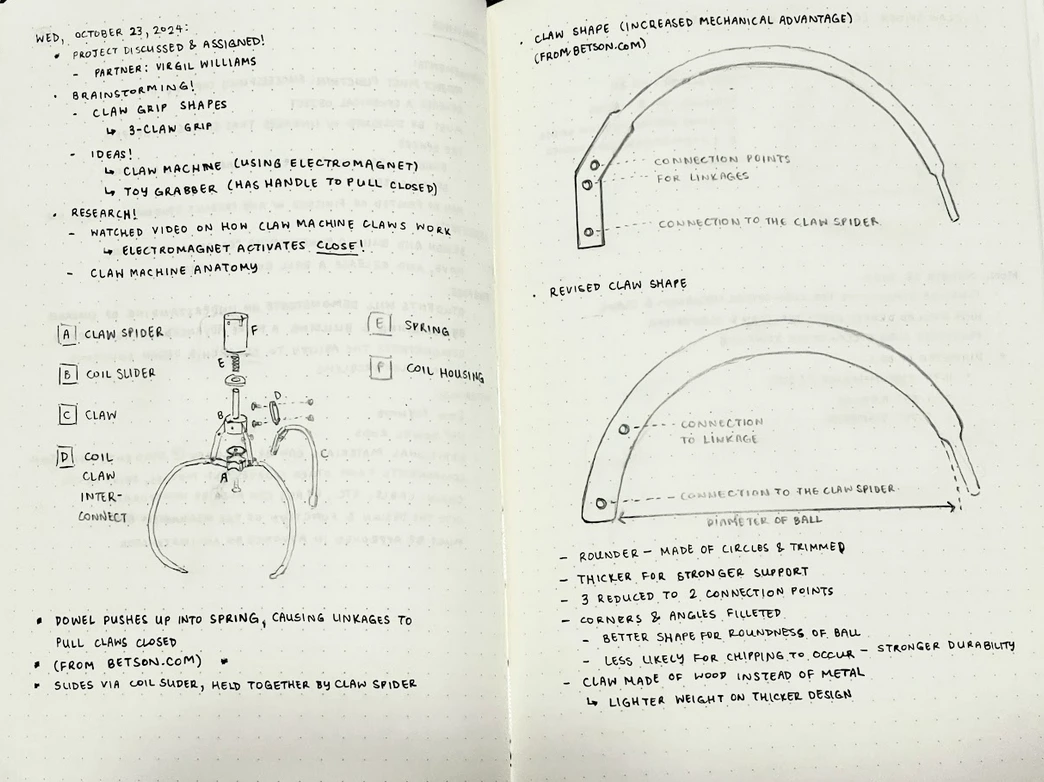 WED, OCTOBER 23, 2024:
• PROJECT DISCUSSED & ASSIGNED!
- PARTNER: VIRGIL WILLIAMS
• BRAINSTORMING!
- CLAW GRIP SHAPES
↳ 3-CLAW GRIP
- IDEAS!
↳ CLAW MACHINE (USING ELECTROMAGNET)
↳ TOY GRABBER (HAS HANDLE TO PULL CLOSED)
• RESEARCH!
- WATCHED VIDEO ON HOW CLAW MACHINE CLAWS WORK
↳ ELECTROMAGNET ACTIVATES CLOSE!
- CLAW MACHINE ANATOMY
A CLAW SPIDER
B COIL SLIDER
C CLAW
D COIL
CLAW
INTER-
CONNECT
E SPRING
F COIL HOUSING
F
E
D
B
C
A
• DOWEL PUSHES UP INTO SPRING, CAUSING LINKAGES TO
PULL CLAWS CLOSED
• (FROM BETSON.COM) •
• SLIDES VIA COIL SLIDER, HELD TOGETHER BY CLAW SPIDER
• CLAW SHAPE (INCREASED MECHANICAL ADVANTAGE)
(FROM BETSON.COM)
CONNECTION POINTS
FOR LINKAGES
CONNECTION TO THE CLAW SPIDER
• REVISED CLAW SHAPE
CONNECTION
TO LINKAGE
CONNECTION TO THE CLAW SPIDER
DIAMETER OF BALL
- ROUNDER - MADE OF CIRCLES & TRIMMED
- THICKER FOR STRONGER SUPPORT
- 3 REDUCED TO 2 CONNECTION POINTS
- CORNERS & ANGLES FILLETED
- BETTER SHAPE FOR ROUNDNESS OF BALL
- LESS LIKELY FOR CHIPPING TO OCCUR - STRONGER DURABILITY
- CLAW MADE OF WOOD INSTEAD OF METAL
↳ LIGHTER WEIGHT ON THICKER DESIGN